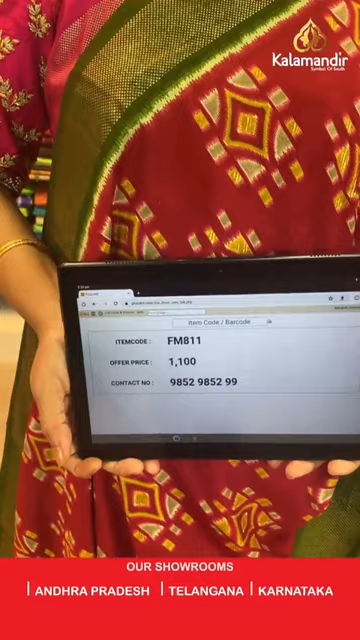 Kalamandir
Symbol Of South
Item Code / Barcode
ITEMCODE : FM811
OFFER PRICE : 1,100
CONTACT NO : 9852 9852 99
OUR SHOWROOMS
ANDHRA PRADESH | TELANGANA | KARNATAKA